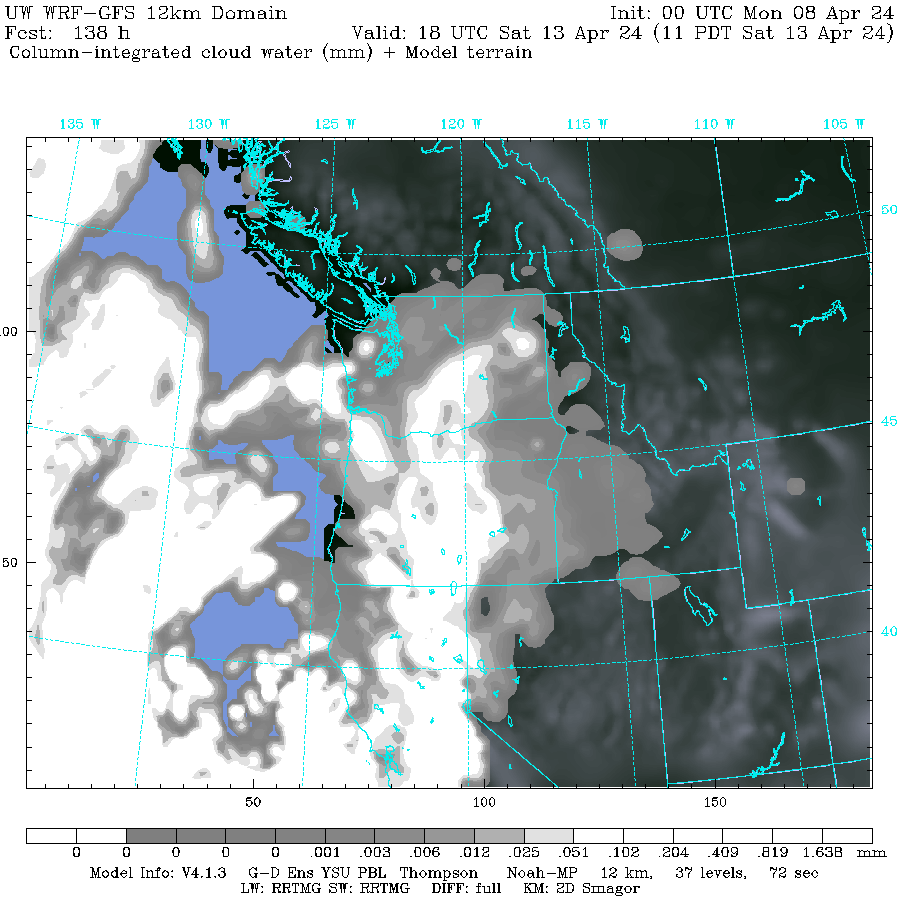 UW WRF-GFS 12km Domain Init: 00 UTC Mon 08 Apr 24
Fcst: 138 h Valid: 18 UTC Sat 13 Apr 24 (11 PDT Sat 13 Apr 24)
Column-integrated cloud water (mm) + Model terrain
135 W 130 W 125 W 120 W 115 W 110 W 105 W
50
00
45
50
40
50 100 150
0 0 0 0 .001 .003 .006 .012 .025 .051 .102 .204 .409 .819 1.638 mm
Model Info: V4.1.3 G-D Ens YSU PBL Thompson Noah-MP 12 km, 37 levels, 72 sec
LW: RRTMG SW: RRTMG DIFF: full KM: 2D Smagor